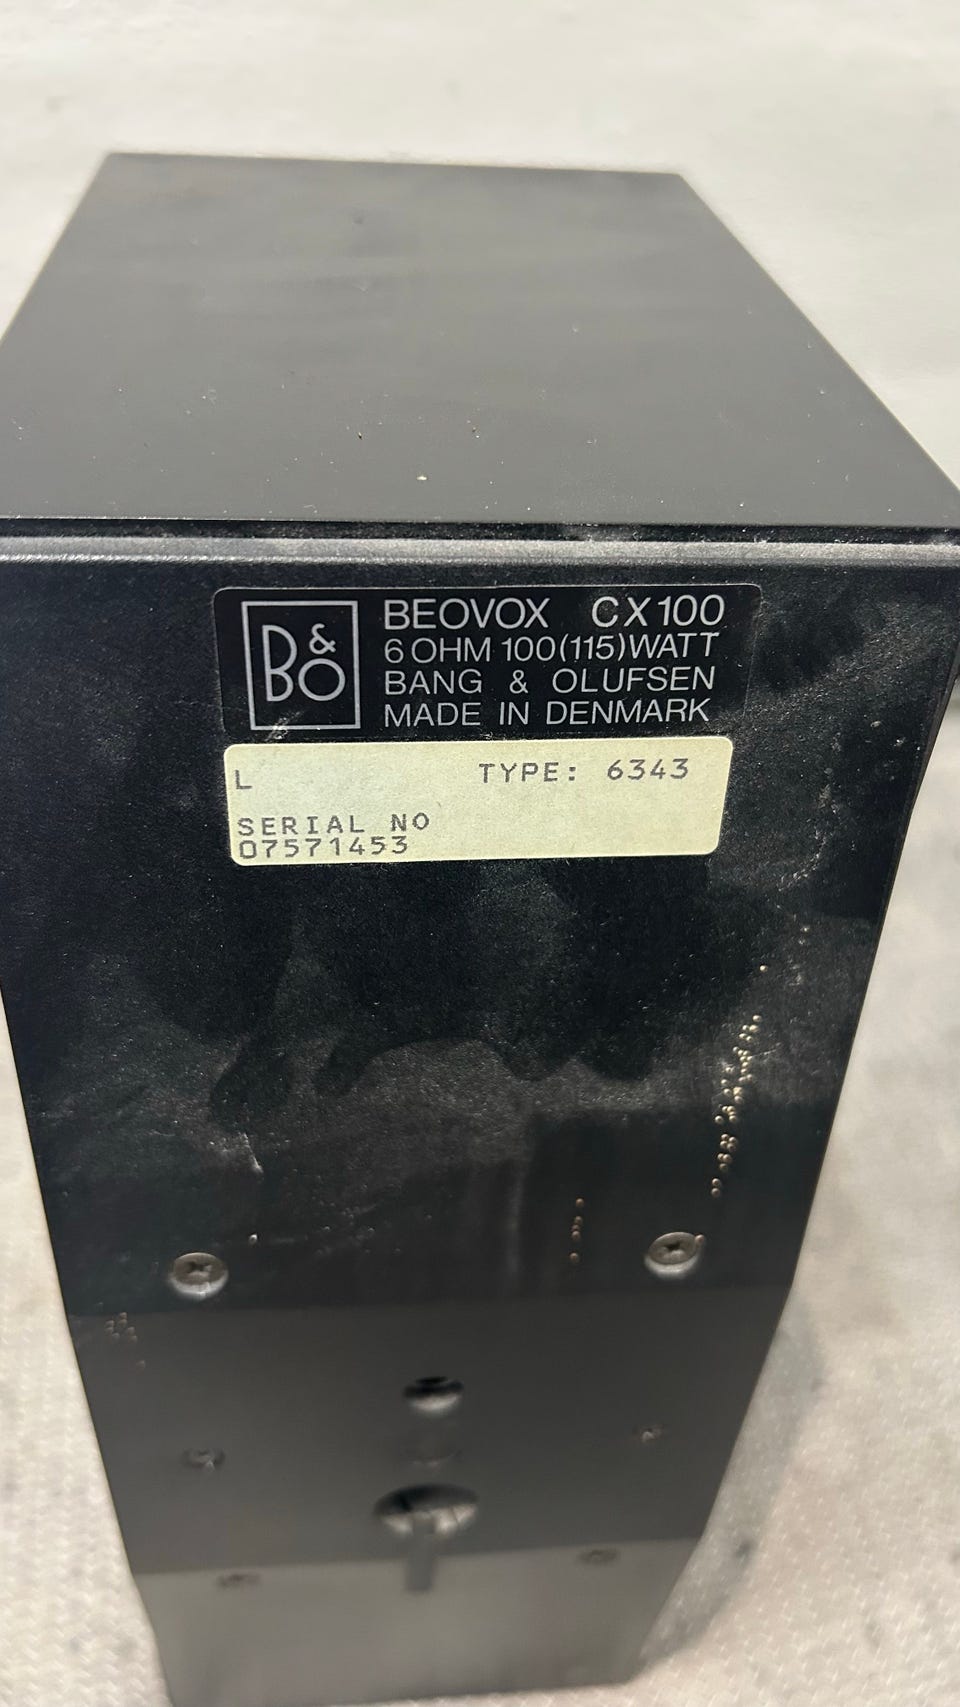 B&O
BEOVOX CX100
6 OHM 100(115)WATT
BANG & OLUFSEN
MADE IN DENMARK
L TYPE: 6343
SERIAL NO
07571453